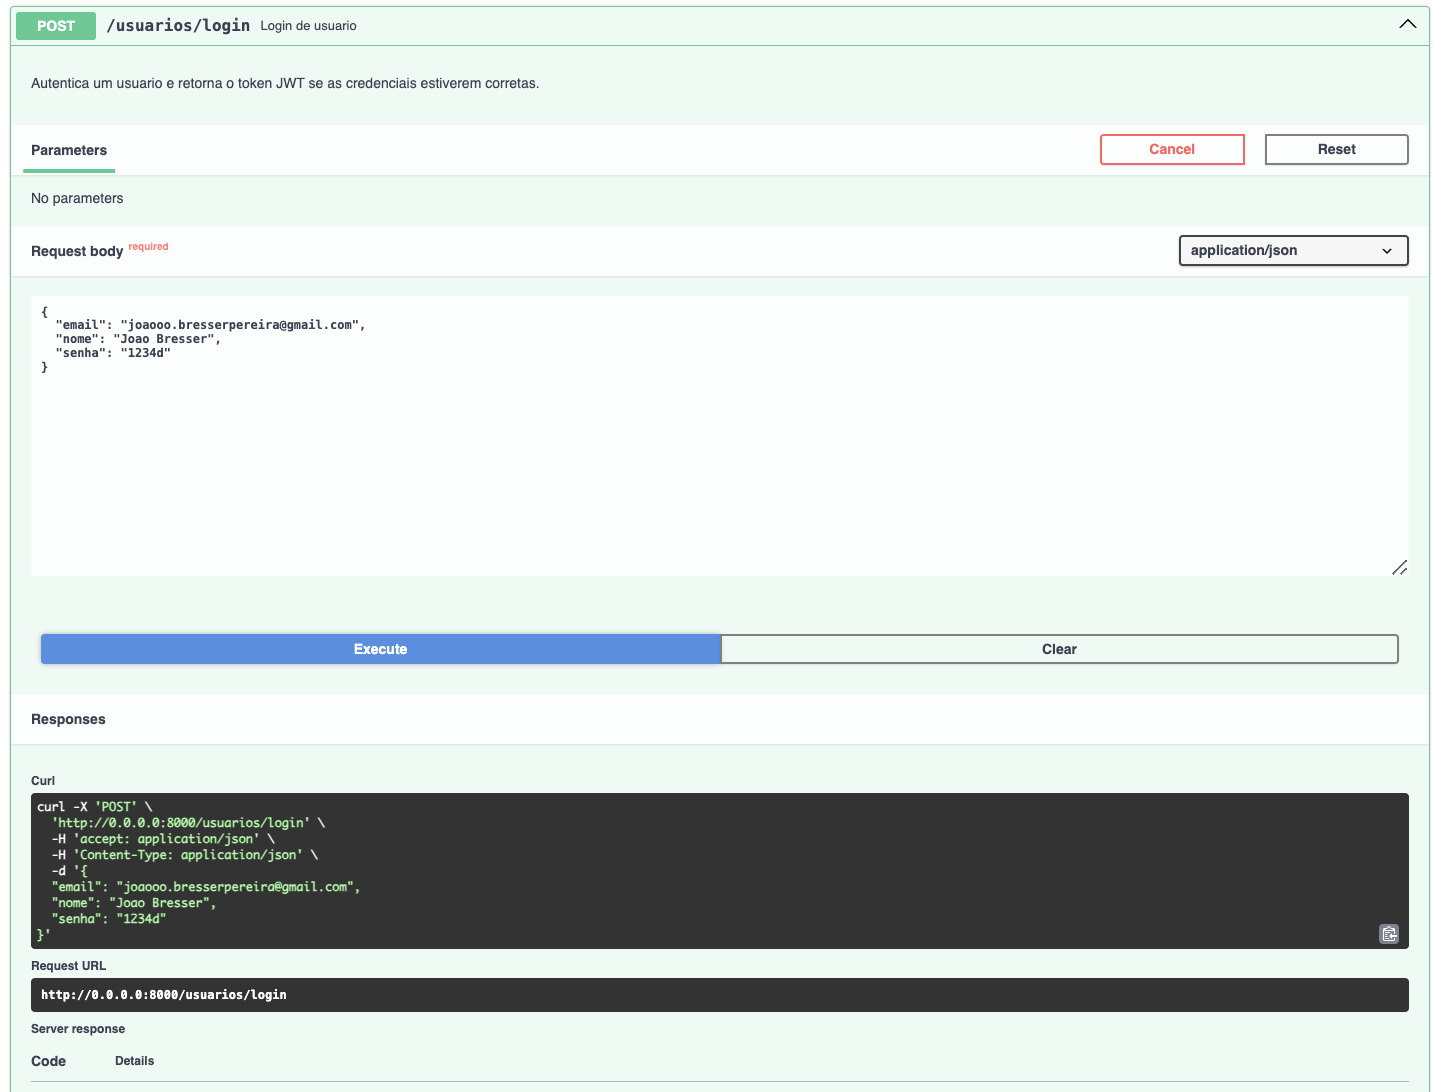 POST /usuarios/login Login de usuario
Autentica um usuario e retorna o token JWT se as credenciais estiverem corretas.
Parameters Cancel Reset
No parameters
Request body required application/json
{
  "email": "joaooo.bresserpereira@gmail.com",
  "nome": "Joao Bresser",
  "senha": "1234d"
}
Execute Clear
Responses
Curl
curl -X 'POST' \
  'http://0.0.0.0:8000/usuarios/login' \
  -H 'accept: application/json' \
  -H 'Content-Type: application/json' \
  -d '{
  "email": "joaooo.bresserpereira@gmail.com",
  "nome": "Joao Bresser",
  "senha": "1234d"
}'
Request URL
http://0.0.0.0:8000/usuarios/login
Server response
Code Details